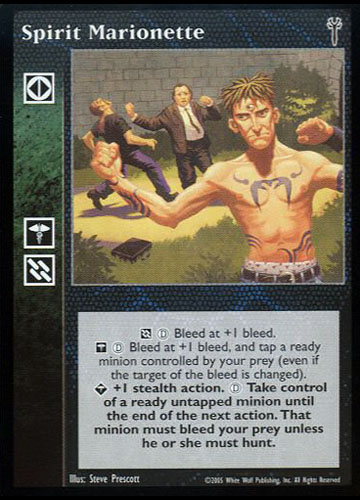 Spirit Marionette
Ⓓ Bleed at +1 bleed.
Ⓓ Bleed at +1 bleed, and tap a ready
minion controlled by your prey (even if
the target of the bleed is changed).
+1 stealth action. Ⓓ Take control
of a ready untapped minion until
the end of the next action. That
minion must bleed your prey unless
he or she must hunt.
Illus: Steve Prescott
©2005 White Wolf Publishing, Inc. All Rights Reserved